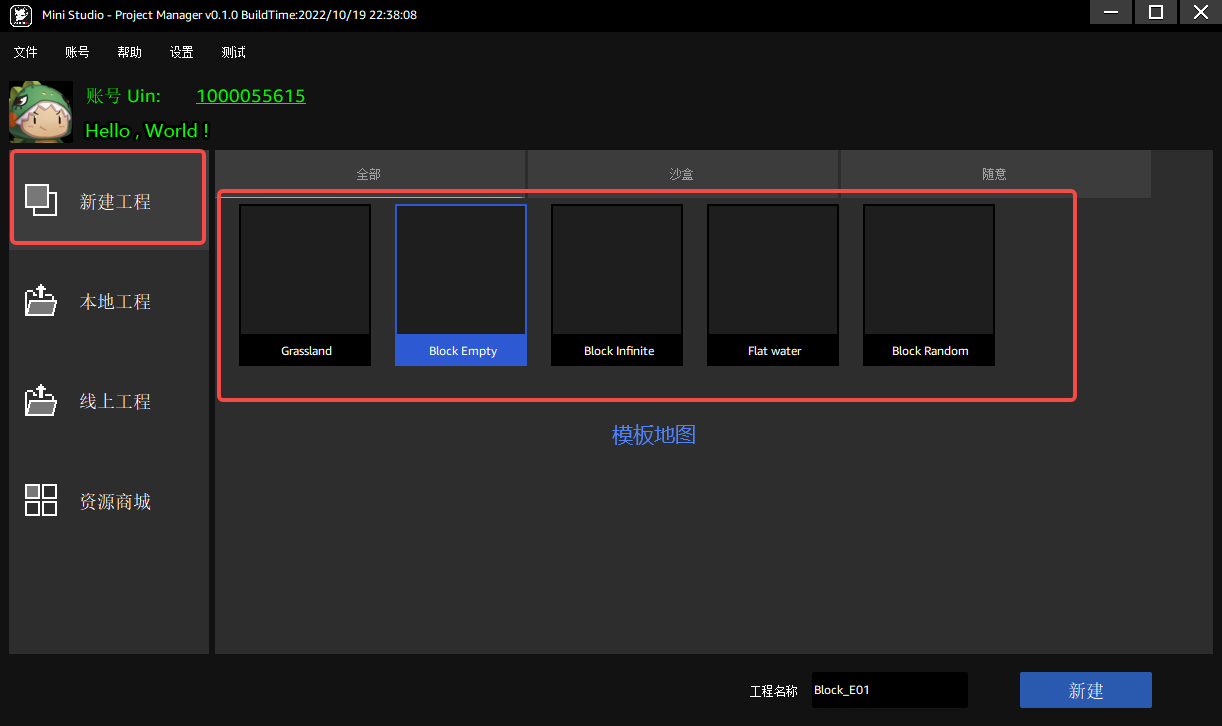 Mini Studio - Project Manager v0.1.0 BuildTime:2022/10/19 22:38:08
文件 账号 帮助 设置 测试
账号 Uin: 1000055615
Hello , World !
全部 沙盒 随意
新建工程
本地工程
线上工程
资源商城
Grassland Block Empty Block Infinite Flat water Block Random
模板地图
工程名称 Block_E01 新建